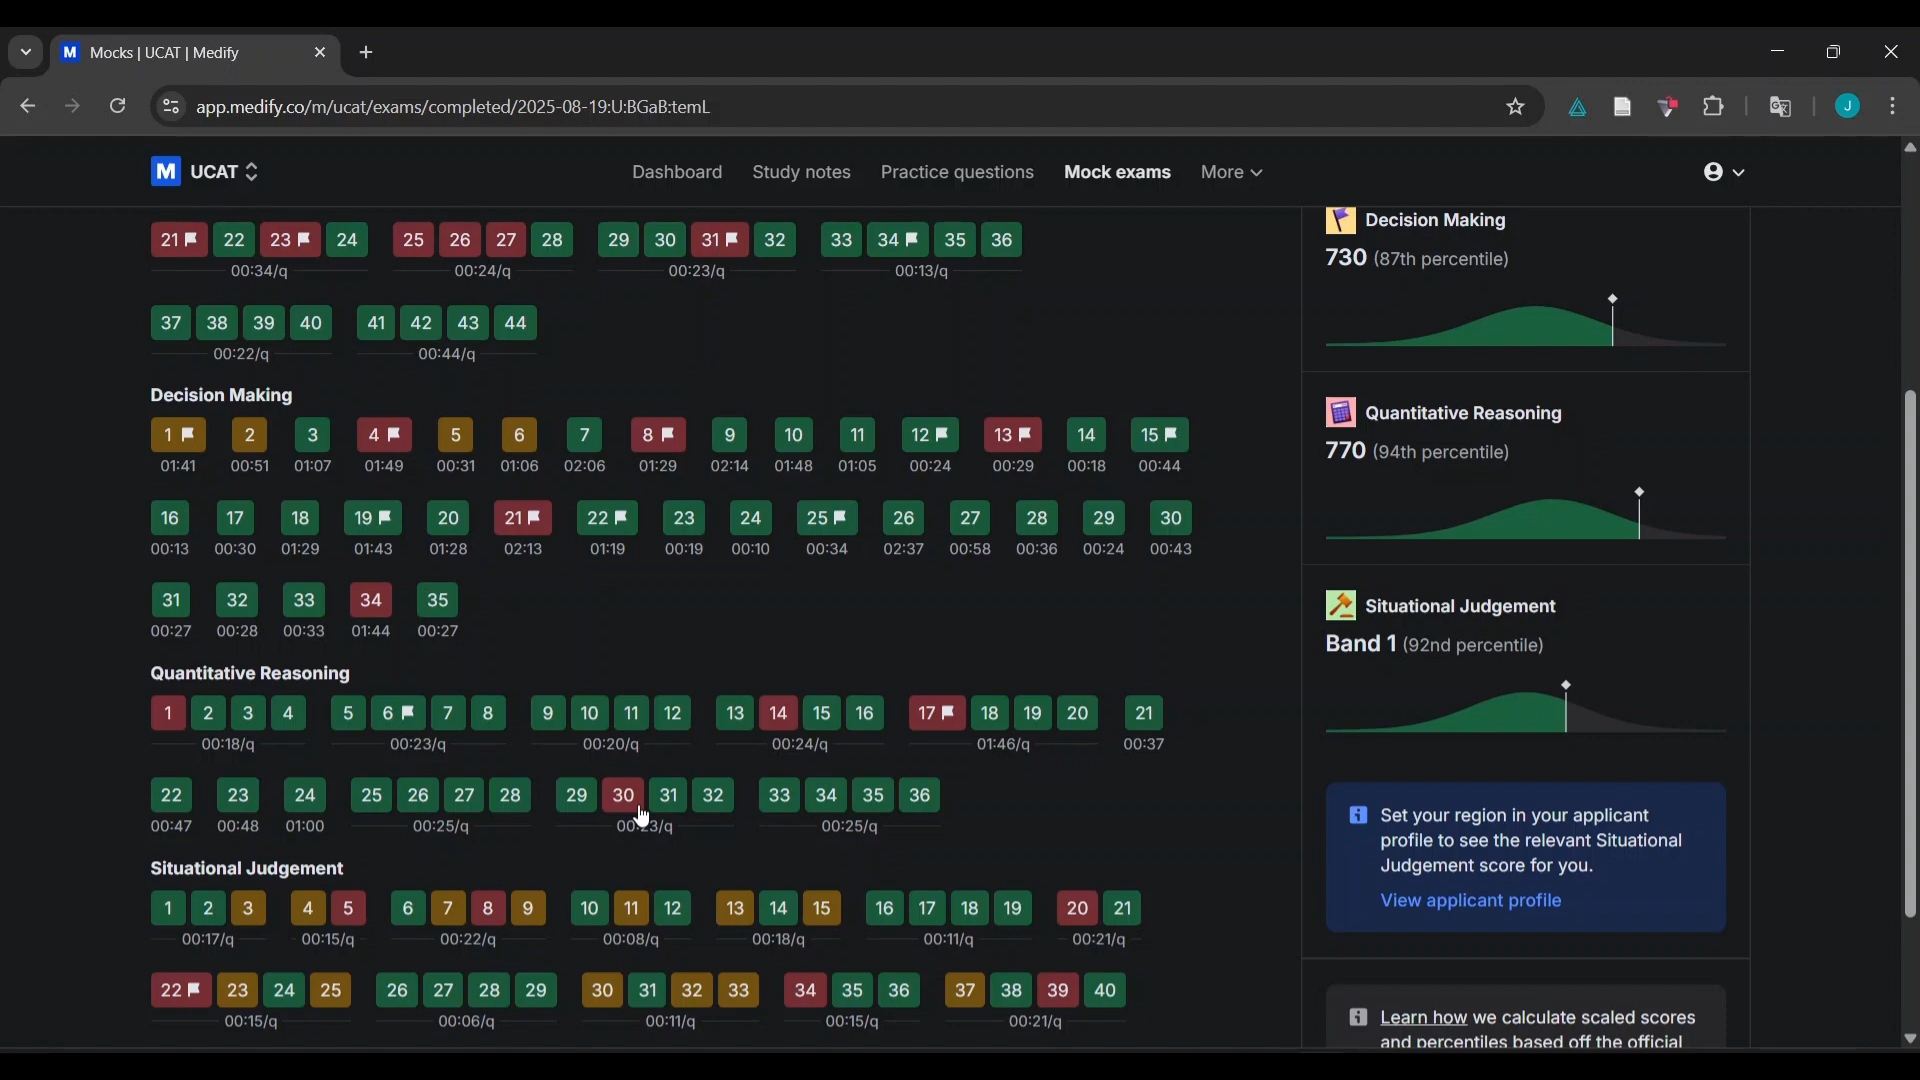 Mocks | UCAT | Medify
app.medify.co/m/ucat/exams/completed/2025-08-19:U:BGaB:temL
J
M UCAT Dashboard Study notes Practice questions Mock exams More
21 22 23 24 25 26 27 28 29 30 31 32 33 34 35 36
00:34/q 00:24/q 00:23/q 00:13/q
37 38 39 40 41 42 43 44
00:22/q 00:44/q
Decision Making
1 2 3 4 5 6 7 8 9 10 11 12 13 14 15
01:41 00:51 01:07 01:49 00:31 01:06 02:06 01:29 02:14 01:48 01:05 00:24 00:29 00:18 00:44
16 17 18 19 20 21 22 23 24 25 26 27 28 29 30
00:13 00:30 01:29 01:43 01:28 02:13 01:19 00:19 00:10 00:34 02:37 00:58 00:36 00:24 00:43
31 32 33 34 35
00:27 00:28 00:33 01:44 00:27
Quantitative Reasoning
1 2 3 4 5 6 7 8 9 10 11 12 13 14 15 16 17 18 19 20 21
00:18/q 00:23/q 00:20/q 00:24/q 01:46/q 00:37
22 23 24 25 26 27 28 29 30 31 32 33 34 35 36
00:47 00:48 01:00 00:25/q 00:23/q 00:25/q
Situational Judgement
1 2 3 4 5 6 7 8 9 10 11 12 13 14 15 16 17 18 19 20 21
00:17/q 00:15/q 00:22/q 00:08/q 00:18/q 00:11/q 00:21/q
22 23 24 25 26 27 28 29 30 31 32 33 34 35 36 37 38 39 40
00:15/q 00:06/q 00:11/q 00:15/q 00:21/q
Decision Making
730 (87th percentile)
Quantitative Reasoning
770 (94th percentile)
Situational Judgement
Band 1 (92nd percentile)
Set your region in your applicant
profile to see the relevant Situational
Judgement score for you.
View applicant profile
Learn how we calculate scaled scores
and percentiles based off the official